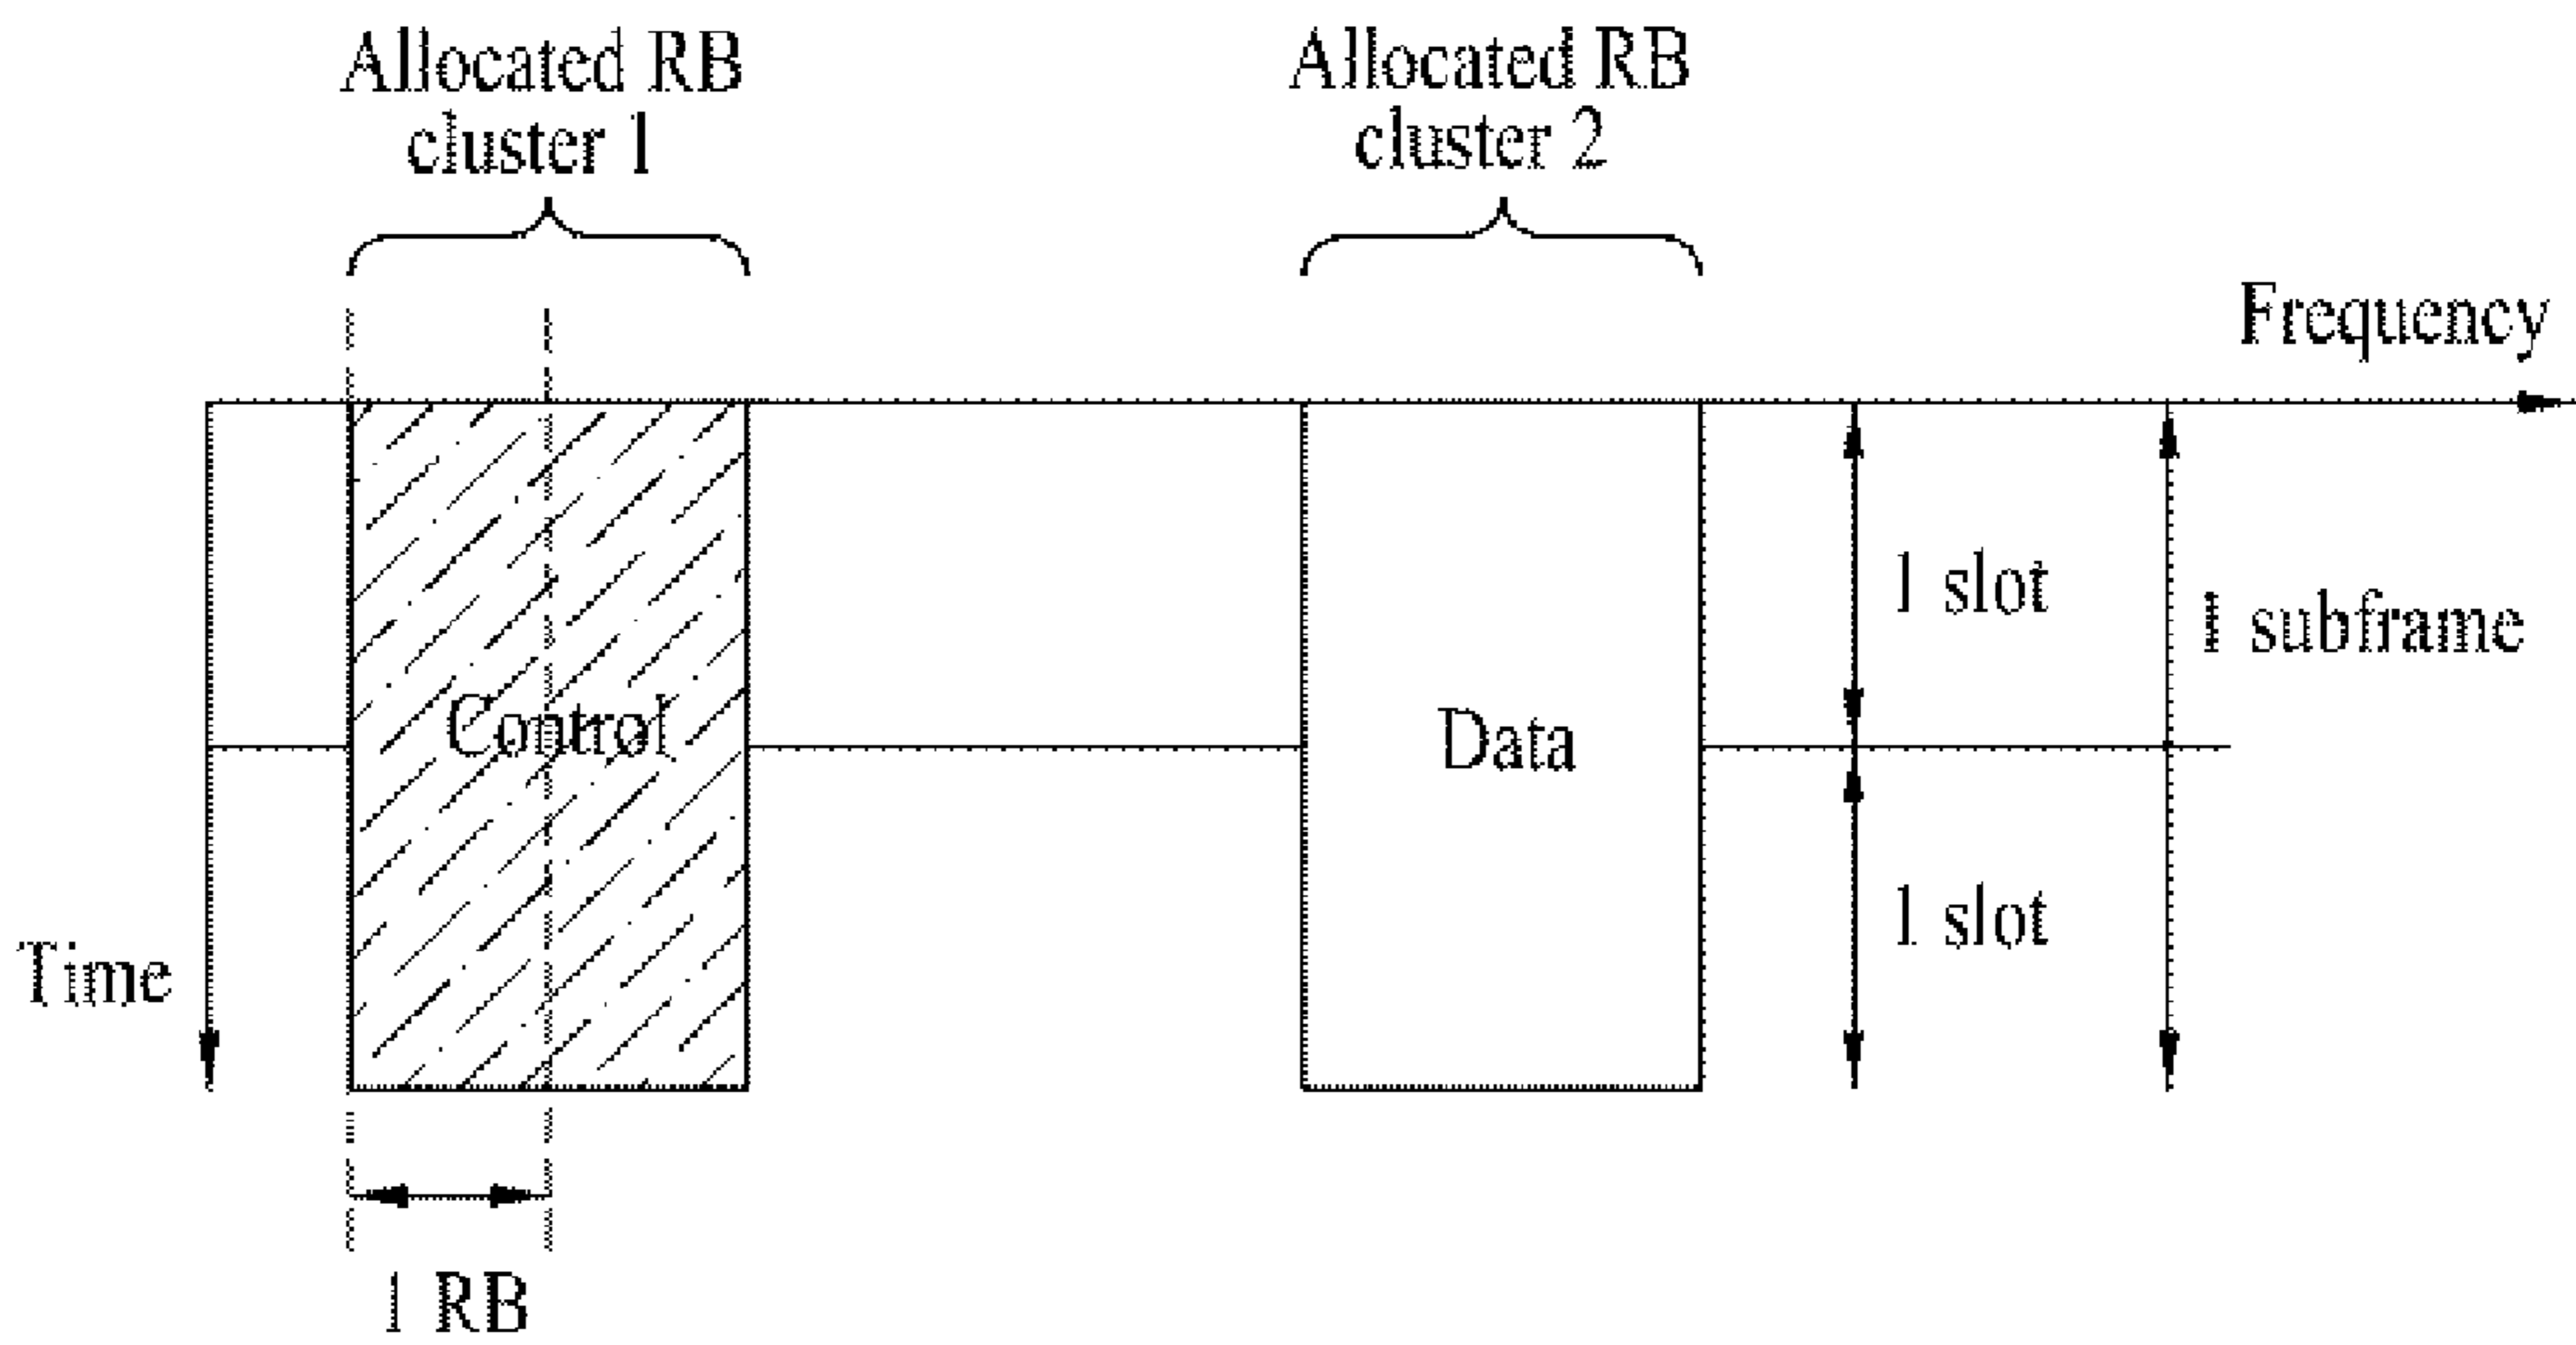 Allocated RB
cluster 1
Allocated RB
cluster 2
Frequency
1 slot
1 subframe
Control
Data
1 slot
Time
1 RB